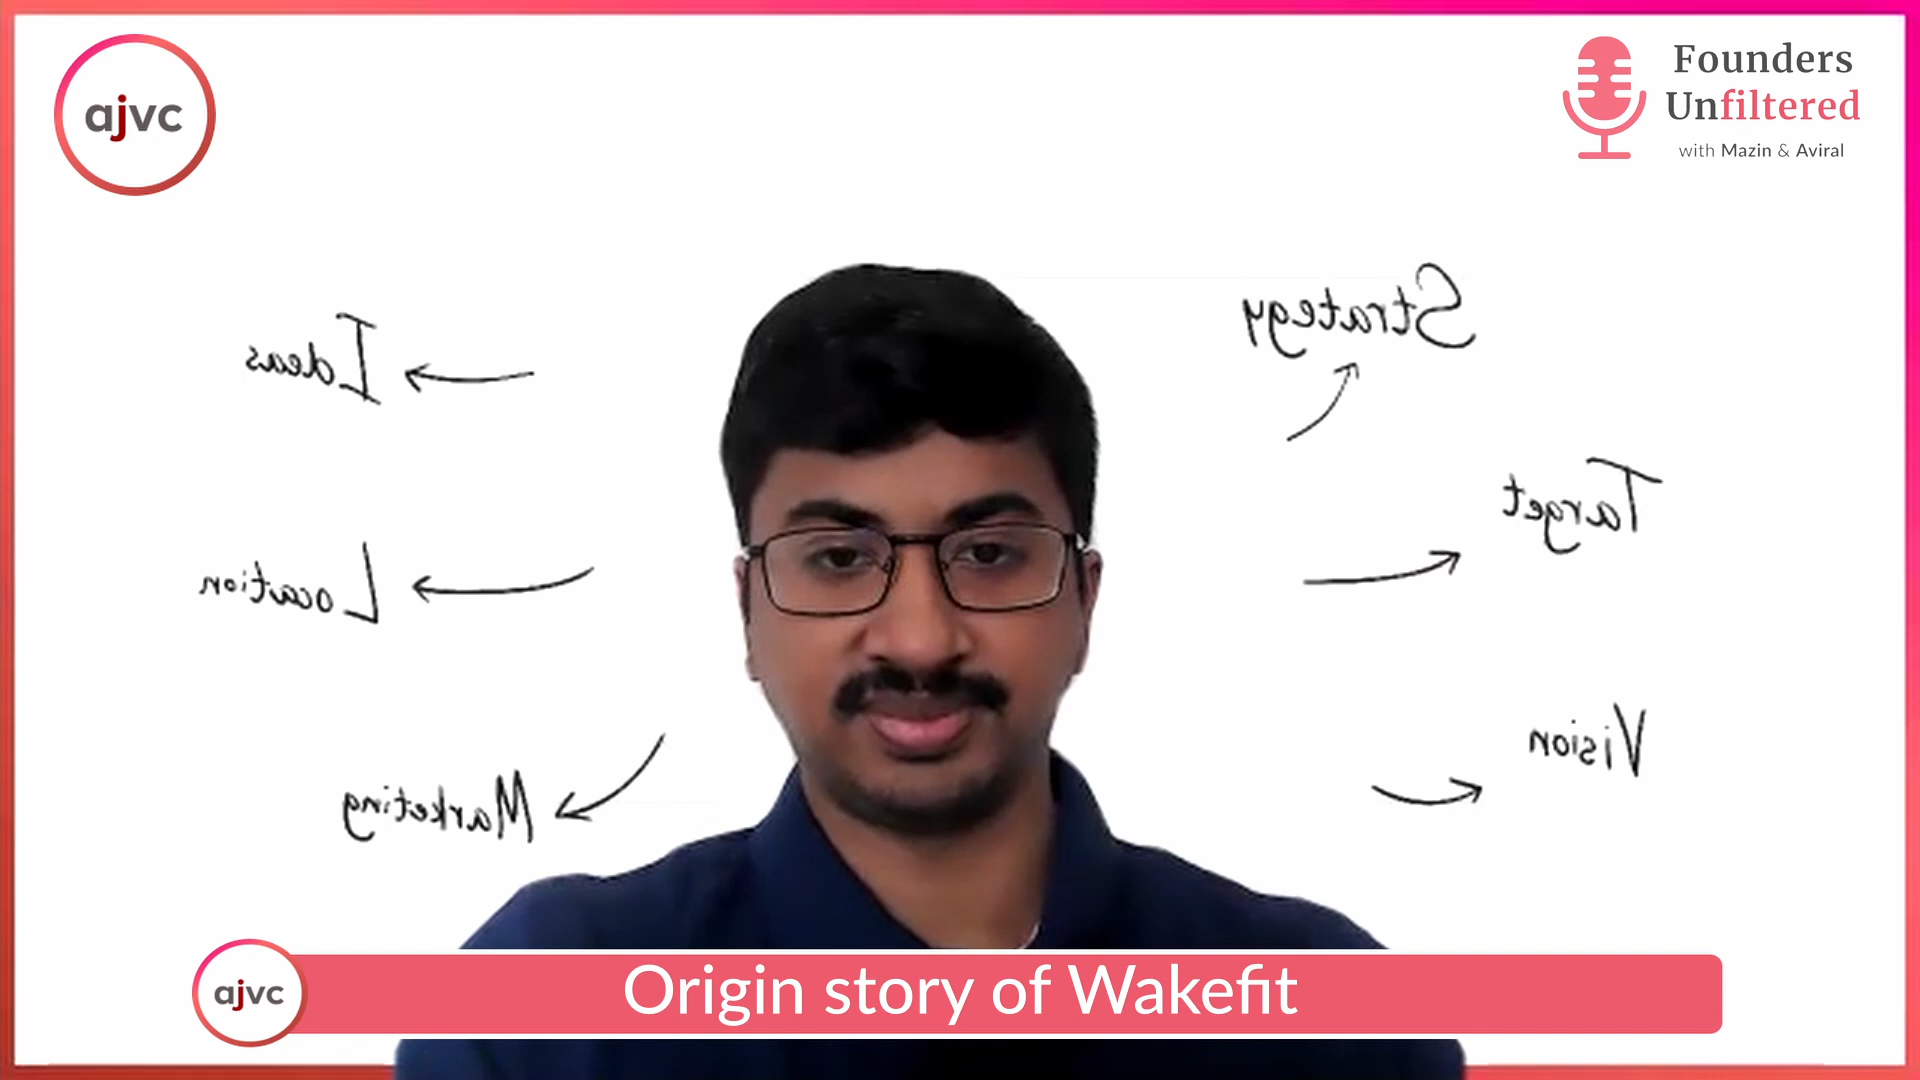 ajvc
Founders
Unfiltered
with Mazin & Aviral
Strategy
Ideas
Target
Location
Vision
Marketing
ajvc
Origin story of Wakefit